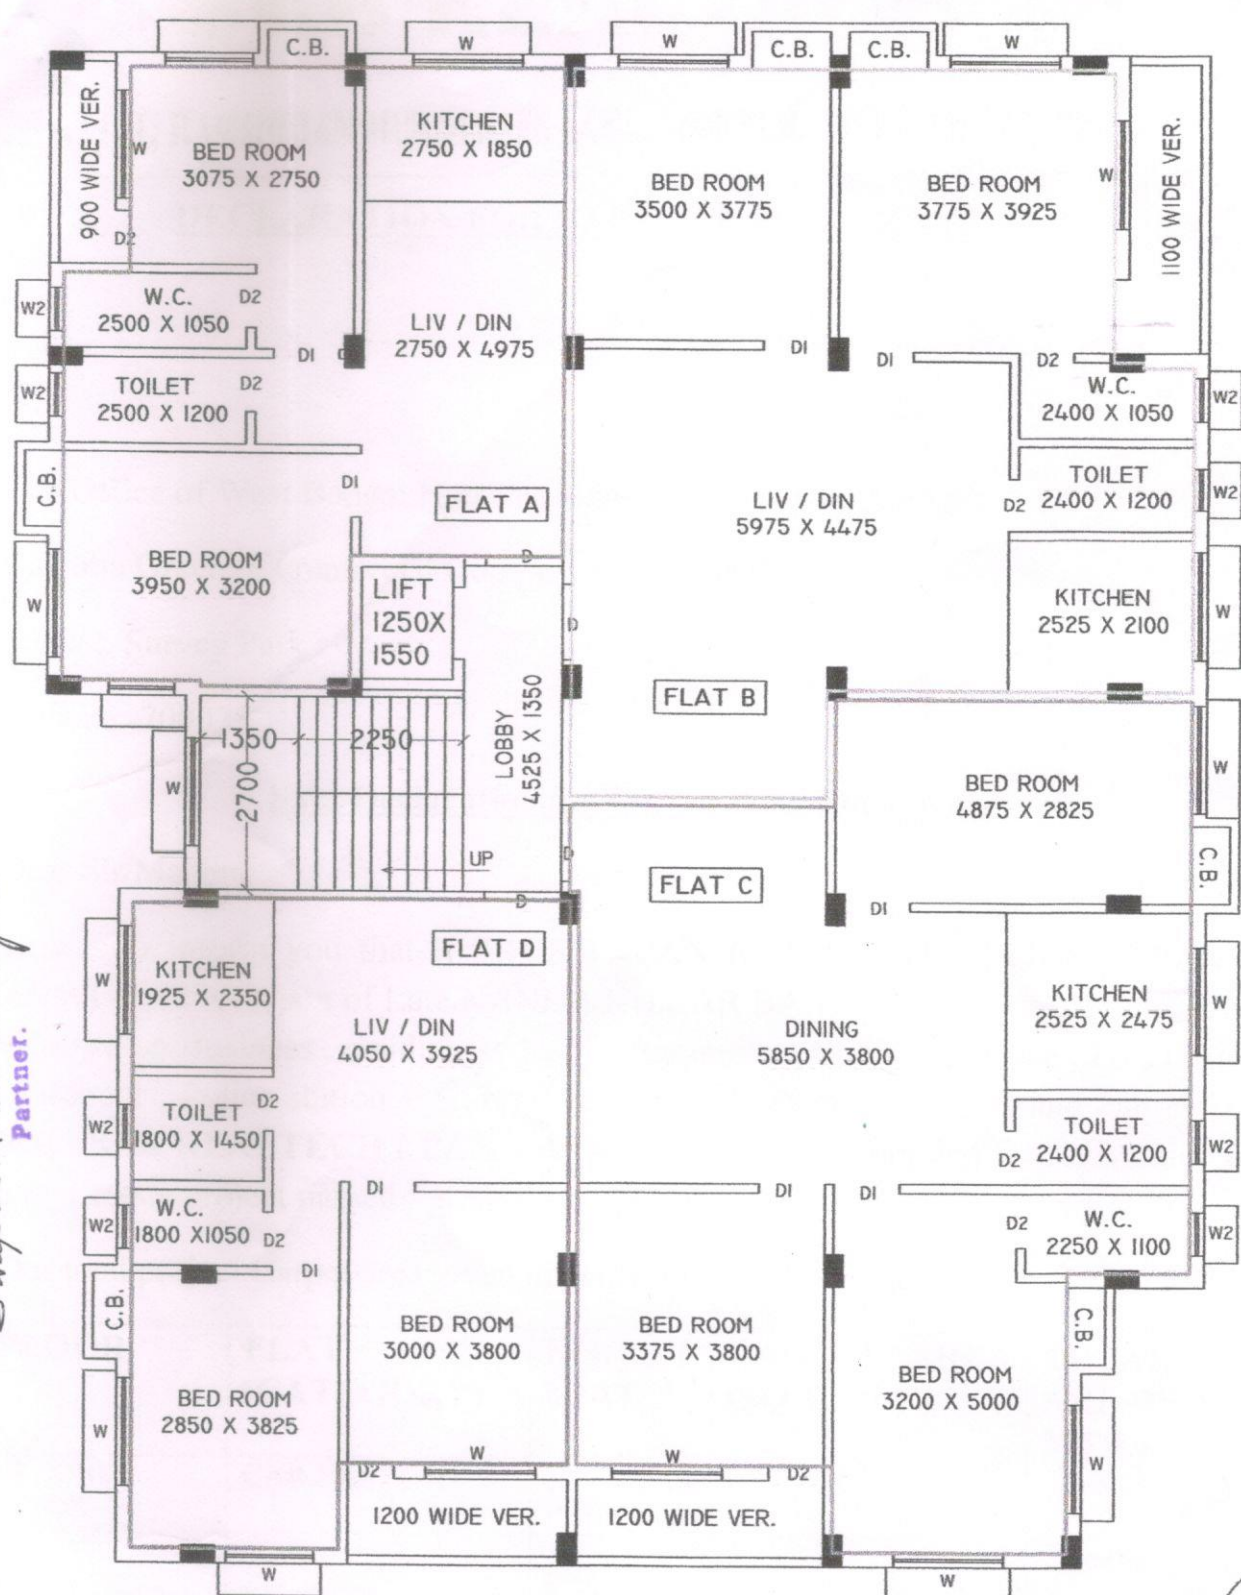 C.B.
W
W
C.B.
C.B.
W
900 WIDE VER.
W
BED ROOM
3075 X 2750
D2
KITCHEN
2750 X 1850
BED ROOM
3500 X 3775
BED ROOM
3775 X 3925
W
1100 WIDE VER.
W2
W.C.
2500 X 1050
D2
D1
LIV / DIN
2750 X 4975
D1
D1
D2
W.C.
2400 X 1050
W2
W2
TOILET
2500 X 1200
D2
TOILET
2400 X 1200
D2
W2
C.B.
D1
FLAT A
D
LIV / DIN
5975 X 4475
BED ROOM
3950 X 3200
W
LIFT
1250X
1550
D
KITCHEN
2525 X 2100
W
FLAT B
LOBBY
4525 X 1350
1350
2250
2700
W
UP
D
D
BED ROOM
4875 X 2825
W
C.B.
FLAT C
D1
FLAT D
KITCHEN
1925 X 2350
W
LIV / DIN
4050 X 3925
DINING
5850 X 3800
KITCHEN
2525 X 2475
W
Partner.
TOILET
1800 X 1450
D2
W2
TOILET
2400 X 1200
D2
W2
D1
D1
D1
W.C.
1800 X1050
D2
W2
D1
D2
W.C.
2250 X 1100
W2
C.B.
C.B.
BED ROOM
3000 X 3800
BED ROOM
3375 X 3800
BED ROOM
3200 X 5000
BED ROOM
2850 X 3825
W
W
D2
W
W
D2
1200 WIDE VER.
1200 WIDE VER.
W
W